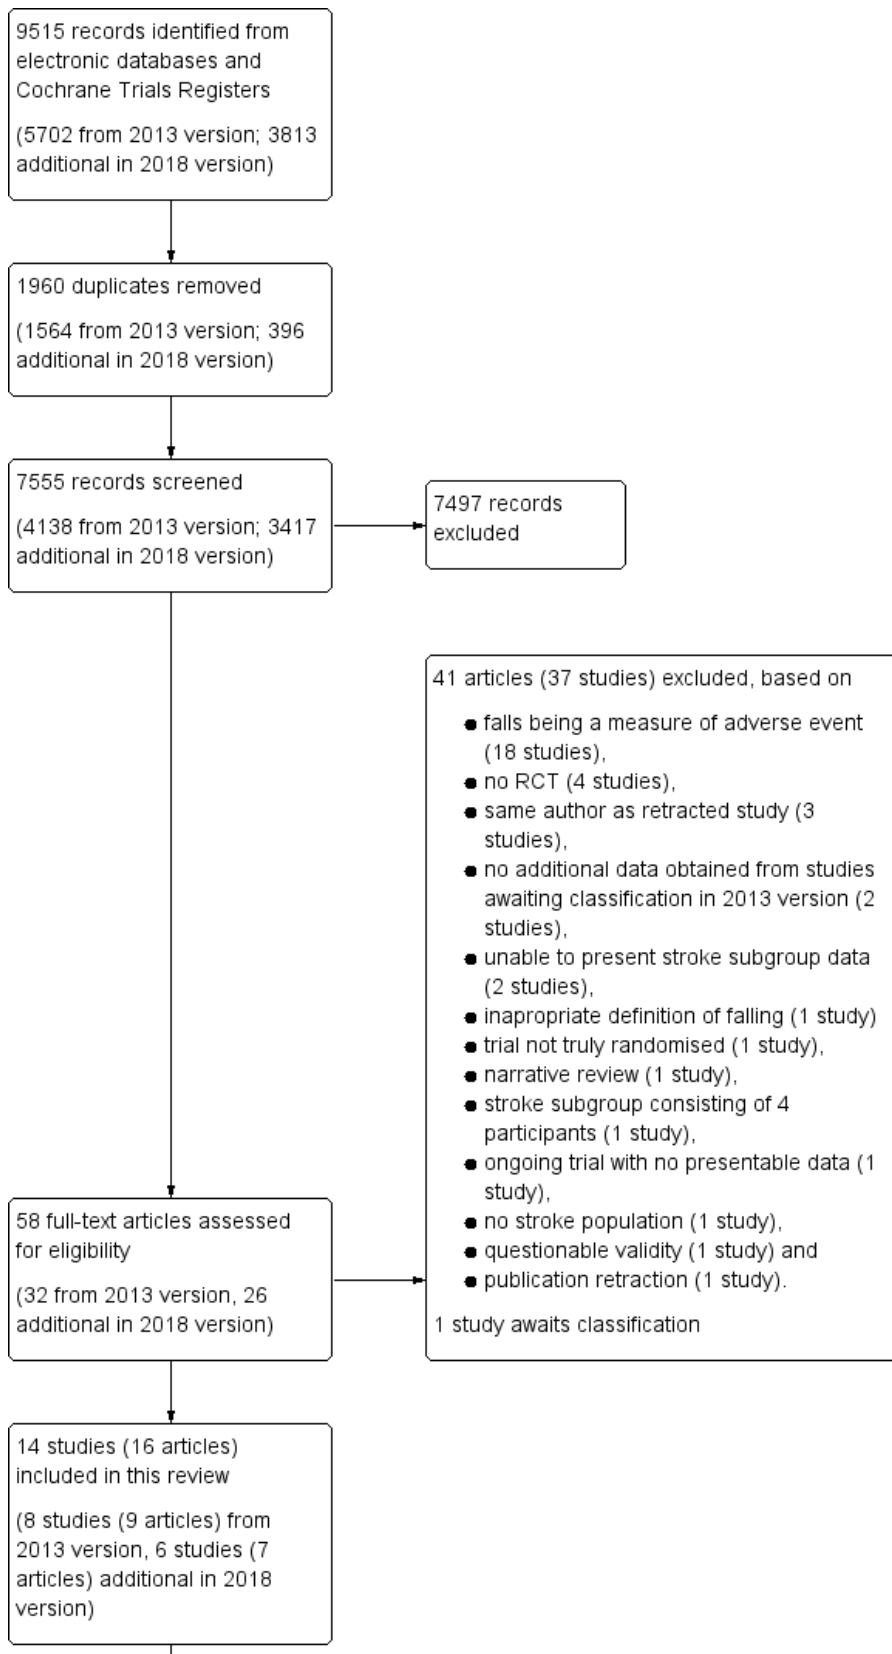 9515 records identified from
electronic databases and
Cochrane Trials Registers
(5702 from 2013 version; 3813
additional in 2018 version)
1960 duplicates removed
(1564 from 2013 version; 396
additional in 2018 version)
7555 records screened
(4138 from 2013 version; 3417
additional in 2018 version)
7497 records
excluded
58 full-text articles assessed
for eligibility
(32 from 2013 version, 26
additional in 2018 version)
41 articles (37 studies) excluded, based on
● falls being a measure of adverse event
(18 studies),
● no RCT (4 studies),
● same author as retracted study (3
studies),
● no additional data obtained from studies
awaiting classification in 2013 version (2
studies),
● unable to present stroke subgroup data
(2 studies),
● inapropriate definition of falling (1 study)
● trial not truly randomised (1 study),
● narrative review (1 study),
● stroke subgroup consisting of 4
participants (1 study),
● ongoing trial with no presentable data (1
study),
● no stroke population (1 study),
● questionable validity (1 study) and
● publication retraction (1 study).
1 study awaits classification
14 studies (16 articles)
included in this review
(8 studies (9 articles) from
2013 version, 6 studies (7
articles) additional in 2018
version)